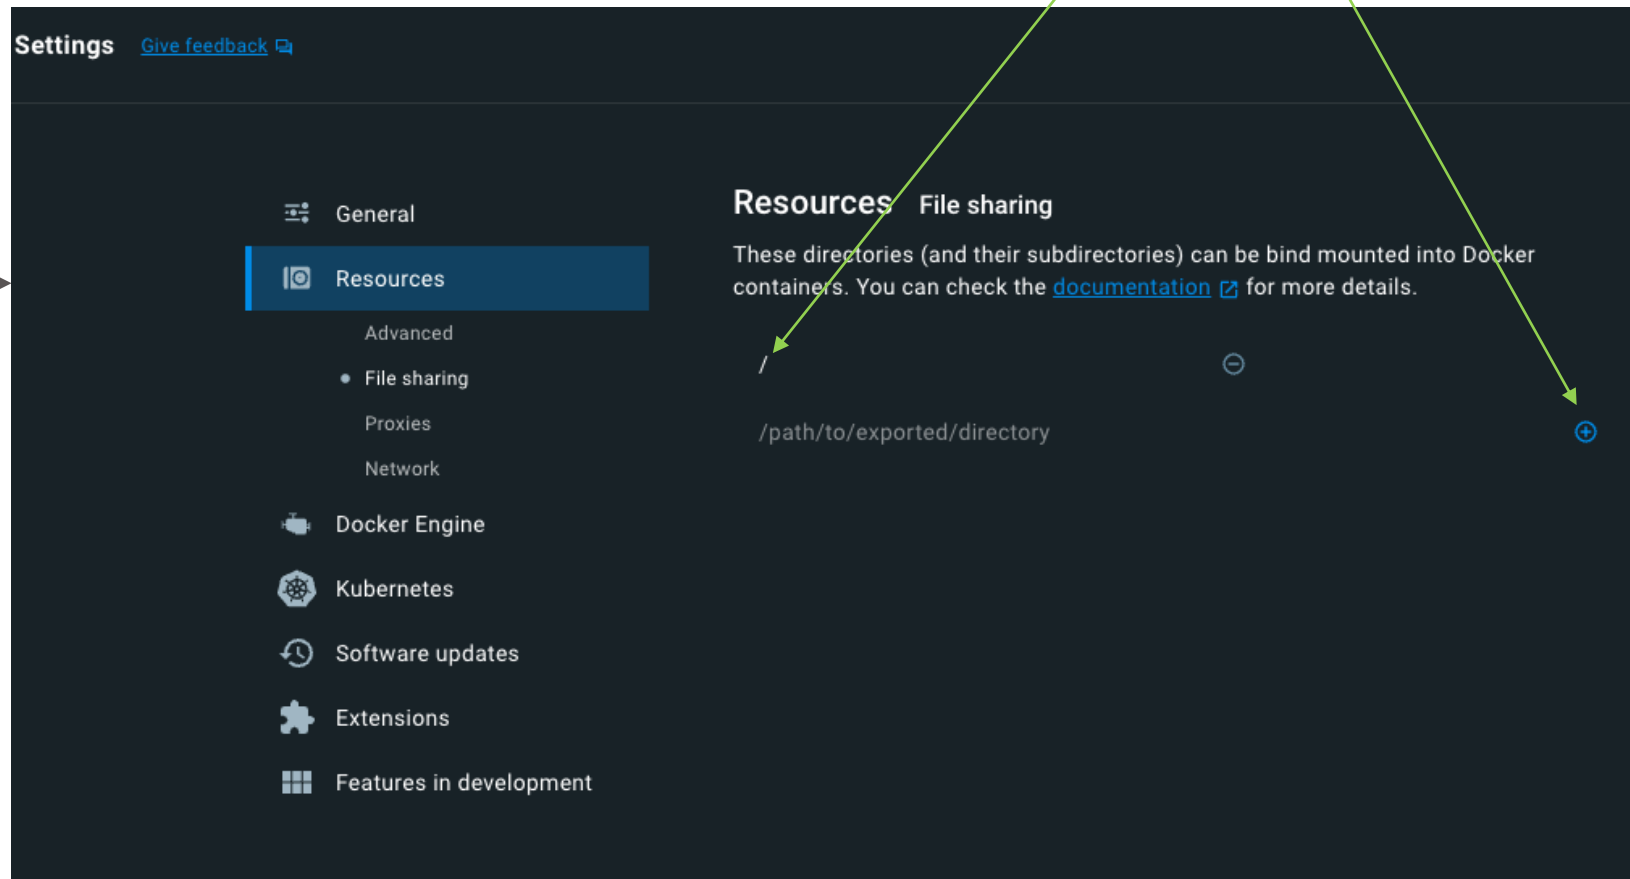 Settings Give feedback
General
Resources
Advanced
File sharing
Proxies
Network
Docker Engine
Kubernetes
Software updates
Extensions
Features in development
Resources File sharing
These directories (and their subdirectories) can be bind mounted into Docker
containers. You can check the documentation for more details.
/
/path/to/exported/directory